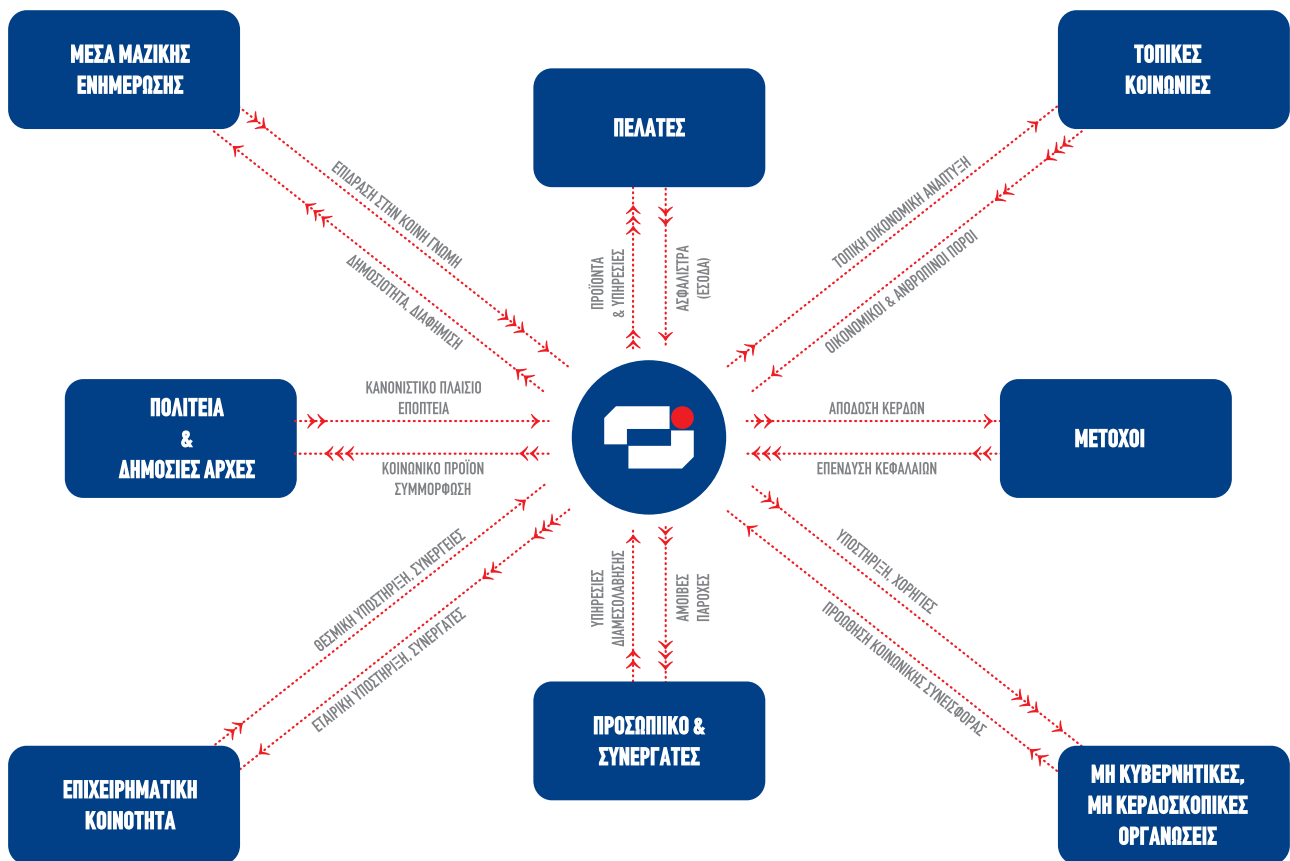 ΜΕΣΑ ΜΑΖΙΚΗΣ
ΕΝΗΜΕΡΩΣΗΣ
ΠΕΛΑΤΕΣ
ΤΟΠΙΚΕΣ
ΚΟΙΝΩΝΙΕΣ
ΕΠΙΔΡΑΣΗ ΣΤΗΝ ΚΟΙΝΗ ΓΝΩΜΗ
ΔΗΜΟΣΙΟΤΗΤΑ, ΔΙΑΦΗΜΙΣΗ
ΠΡΟΪΟΝΤΑ
& ΥΠΗΡΕΣΙΕΣ
ΑΣΦΑΛΙΣΤΡΑ
(ΕΣΟΔΑ)
ΤΟΠΙΚΗ ΟΙΚΟΝΟΜΙΚΗ ΑΝΑΠΤΥΞΗ
ΟΙΚΟΝΟΜΙΚΟΙ & ΑΝΘΡΩΠΙΝΟΙ ΠΟΡΟΙ
ΠΟΛΙΤΕΙΑ
&
ΔΗΜΟΣΙΕΣ ΑΡΧΕΣ
ΚΑΝΟΝΙΣΤΙΚΟ ΠΛΑΙΣΙΟ
ΕΠΟΠΤΕΙΑ
ΚΟΙΝΩΝΙΚΟ ΠΡΟΪΟΝ
ΣΥΜΜΟΡΦΩΣΗ
ΑΠΟΔΟΣΗ ΚΕΡΔΩΝ
ΕΠΕΝΔΥΣΗ ΚΕΦΑΛΑΙΩΝ
ΜΕΤΟΧΟΙ
ΘΕΣΜΙΚΗ ΥΠΟΣΤΗΡΙΞΗ, ΣΥΝΕΡΓΕΙΕΣ
ΕΤΑΙΡΙΚΗ ΥΠΟΣΤΗΡΙΞΗ, ΣΥΝΕΡΓΑΤΕΣ
ΥΠΗΡΕΣΙΕΣ
ΔΙΑΜΕΣΟΛΑΒΗΣΗΣ
ΑΜΟΙΒΕΣ
ΠΑΡΟΧΕΣ
ΥΠΟΣΤΗΡΙΞΗ, ΧΟΡΗΓΙΕΣ
ΠΡΟΩΘΗΣΗ ΚΟΙΝΩΝΙΚΗΣ ΣΥΝΕΙΣΦΟΡΑΣ
ΕΠΙΧΕΙΡΗΜΑΤΙΚΗ
ΚΟΙΝΟΤΗΤΑ
ΠΡΟΣΩΠΙΙΚΟ &
ΣΥΝΕΡΓΑΤΕΣ
ΜΗ ΚΥΒΕΡΝΗΤΙΚΕΣ,
ΜΗ ΚΕΡΔΟΣΚΟΠΙΚΕΣ
ΟΡΓΑΝΩΣΕΙΣ